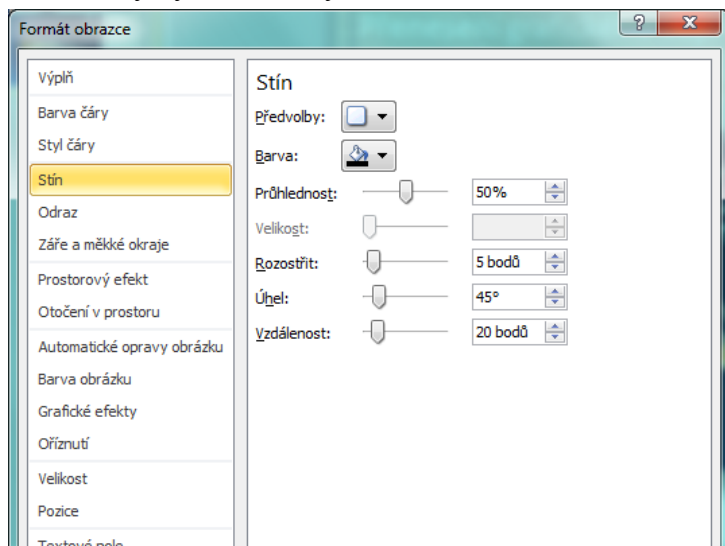 Formát obrazce
Výplň
Barva čáry
Styl čáry
Stín
Odraz
Záře a měkké okraje
Prostorový efekt
Otočení v prostoru
Automatické opravy obrázku
Barva obrázku
Grafické efekty
Oříznutí
Velikost
Pozice
Textové pole
Stín
Předvolby:
Barva:
Průhlednost: 50%
Velikost:
Rozostřit: 5 bodů
Úhel: 45°
Vzdálenost: 20 bodů